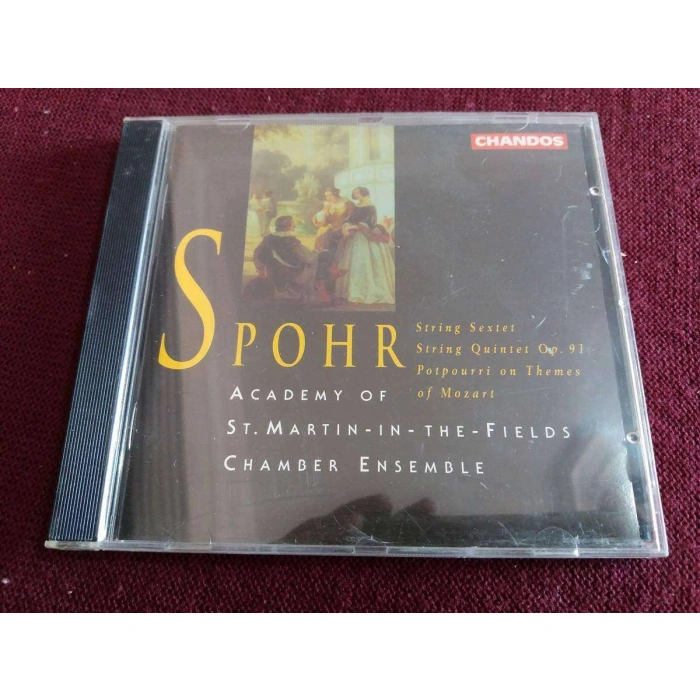 CHANDOS
SPOHR
String Sextet
String Quintet Op. 91
Potpourri on Themes
of Mozart
ACADEMY OF
ST. MARTIN-IN-THE-FIELDS
CHAMBER ENSEMBLE